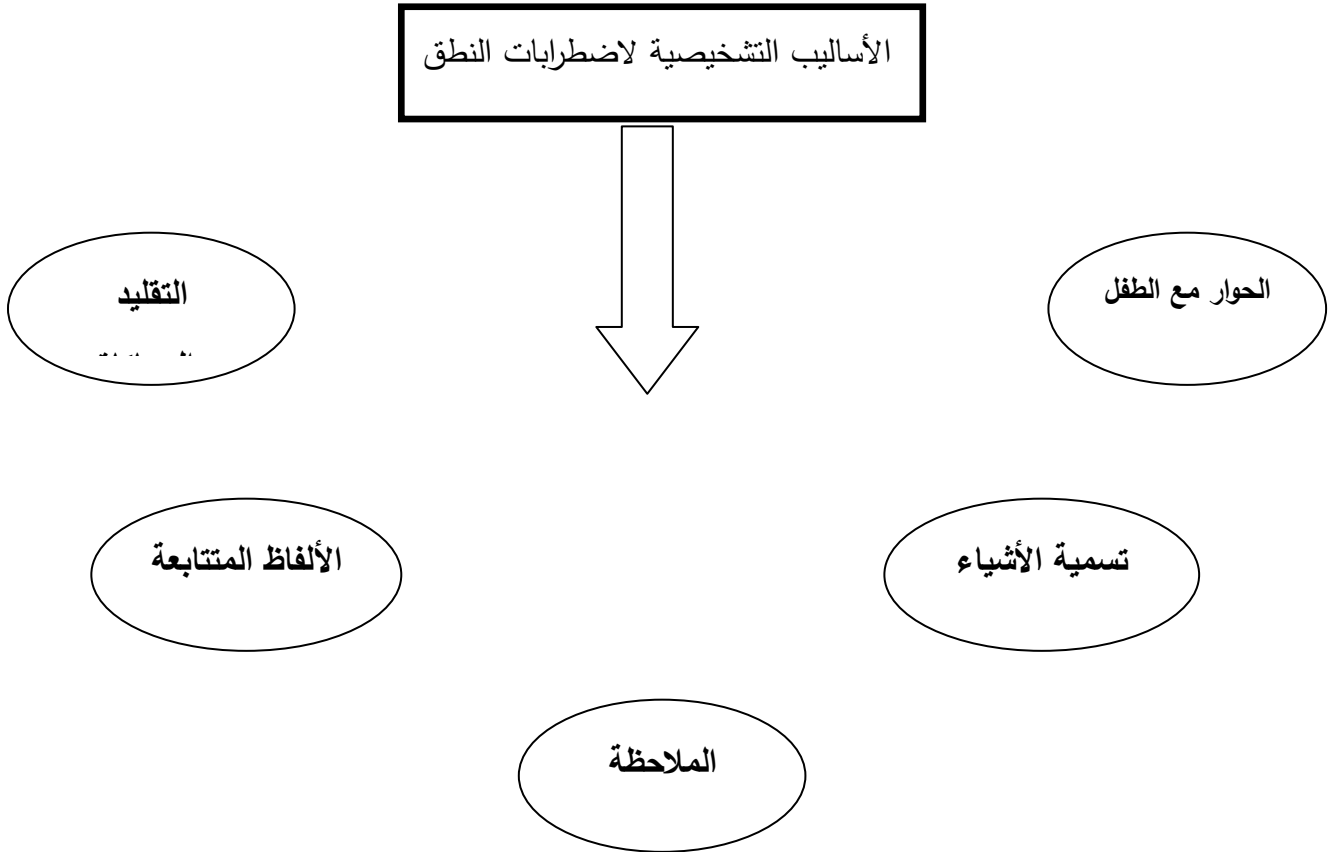 الأساليب التشخيصية لاضطرابات النطق
الحوار مع الطفل
التقليد
تسمية الأشياء
الألفاظ المتتابعة
الملاحظة